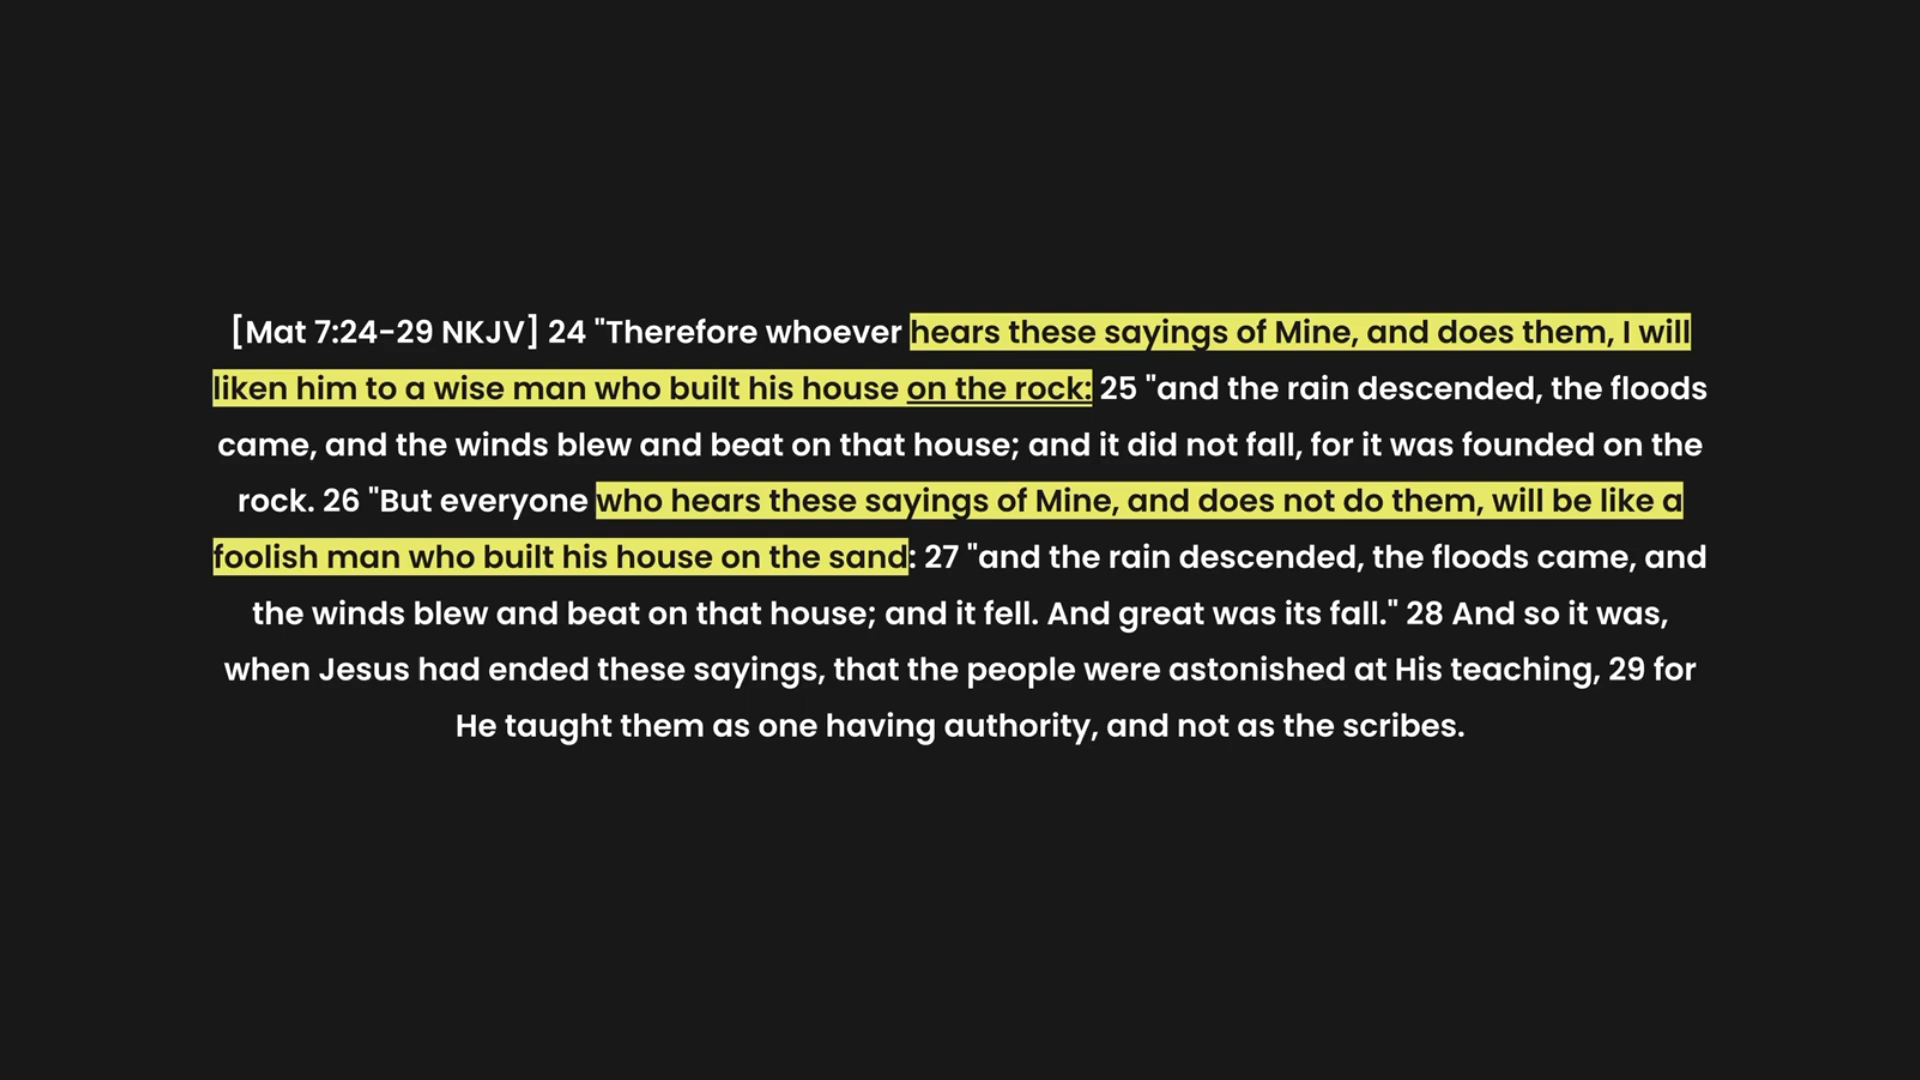 [Mat 7:24-29 NKJV] 24 "Therefore whoever hears these sayings of Mine, and does them, I will
liken him to a wise man who built his house on the rock: 25 "and the rain descended, the floods
came, and the winds blew and beat on that house; and it did not fall, for it was founded on the
rock. 26 "But everyone who hears these sayings of Mine, and does not do them, will be like a
foolish man who built his house on the sand: 27 "and the rain descended, the floods came, and
the winds blew and beat on that house; and it fell. And great was its fall." 28 And so it was,
when Jesus had ended these sayings, that the people were astonished at His teaching, 29 for
He taught them as one having authority, and not as the scribes.